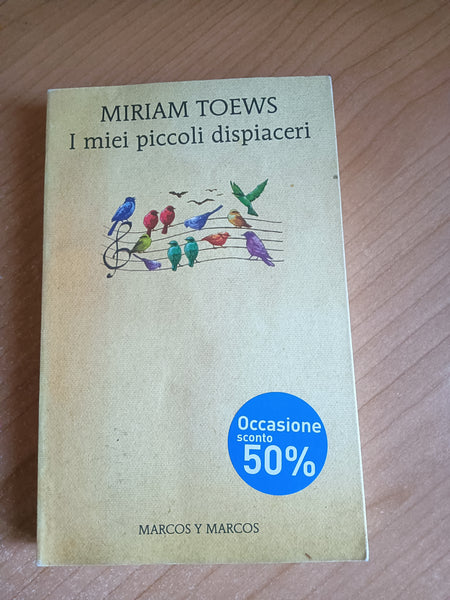 MIRIAM TOEWS
I miei piccoli dispiaceri
Occasione
sconto
50%
MARCOS Y MARCOS